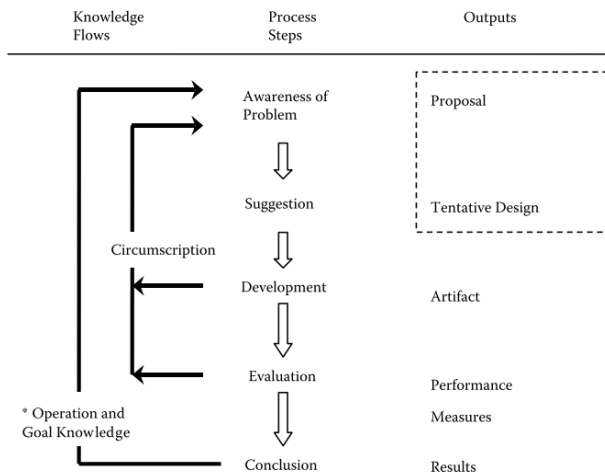 Knowledge
Flows
Process
Steps
Outputs
Awareness of
Problem
Proposal
Suggestion
Tentative Design
Circumscription
Development
Artifact
Evaluation
Performance
Measures
* Operation and
Goal Knowledge
Conclusion
Results